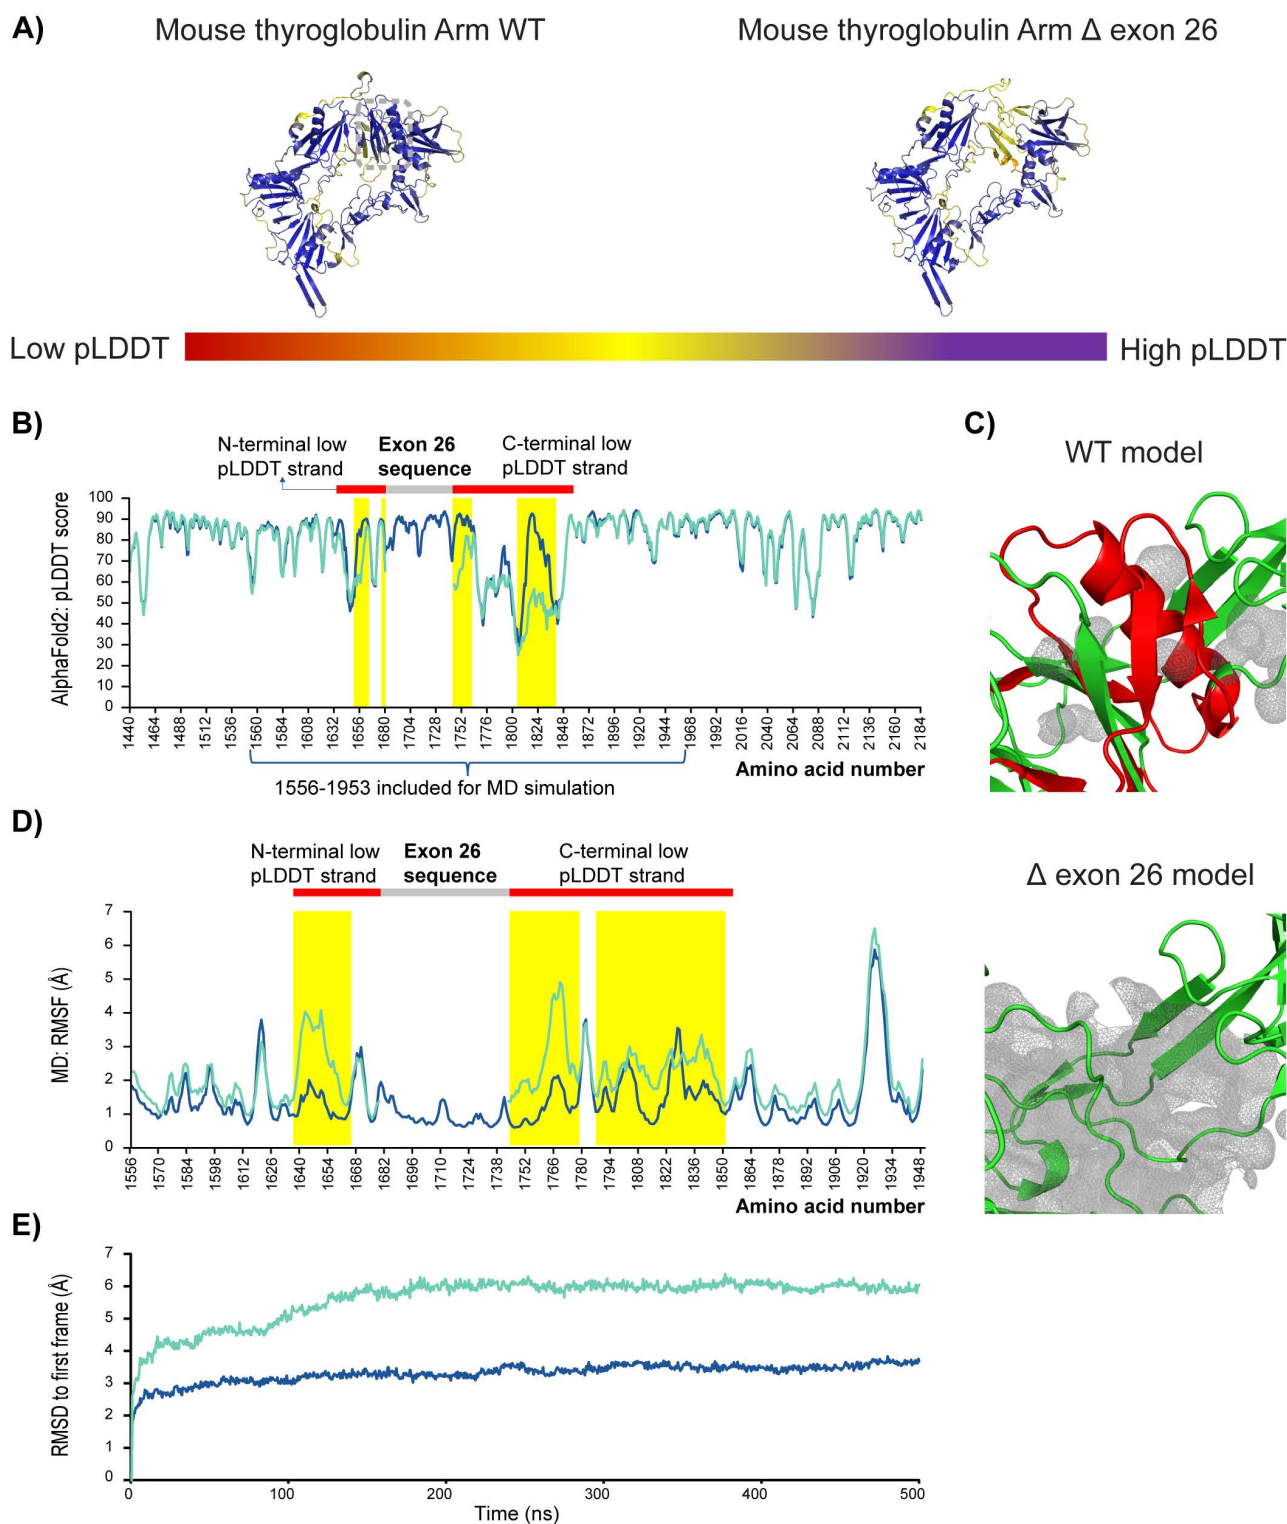 A)
Mouse thyroglobulin Arm WT
Mouse thyroglobulin Arm Δ exon 26
Low pLDDT
High pLDDT
B)
N-terminal low
pLDDT strand
Exon 26
sequence
C-terminal low
pLDDT strand
AlphaFold2: pLDDT score
100
90
80
70
60
50
40
30
20
10
0
1440 1464 1488 1512 1536 1560 1584 1608 1632 1656 1680 1704 1728 1752 1776 1800 1824 1848 1872 1896 1920 1944 1968 1992 2016 2040 2064 2088 2112 2136 2160 2184
Amino acid number
1556-1953 included for MD simulation
C)
WT model
Δ exon 26 model
D)
N-terminal low
pLDDT strand
Exon 26
sequence
C-terminal low
pLDDT strand
MD: RMSF (Å)
7
6
5
4
3
2
1
0
1556 1570 1584 1598 1612 1626 1640 1654 1668 1682 1696 1710 1724 1738 1752 1766 1780 1794 1808 1822 1836 1850 1864 1878 1892 1906 1920 1934 1948
Amino acid number
E)
RMSD to first frame (Å)
7
6
5
4
3
2
1
0
0 100 200 300 400 500
Time (ns)